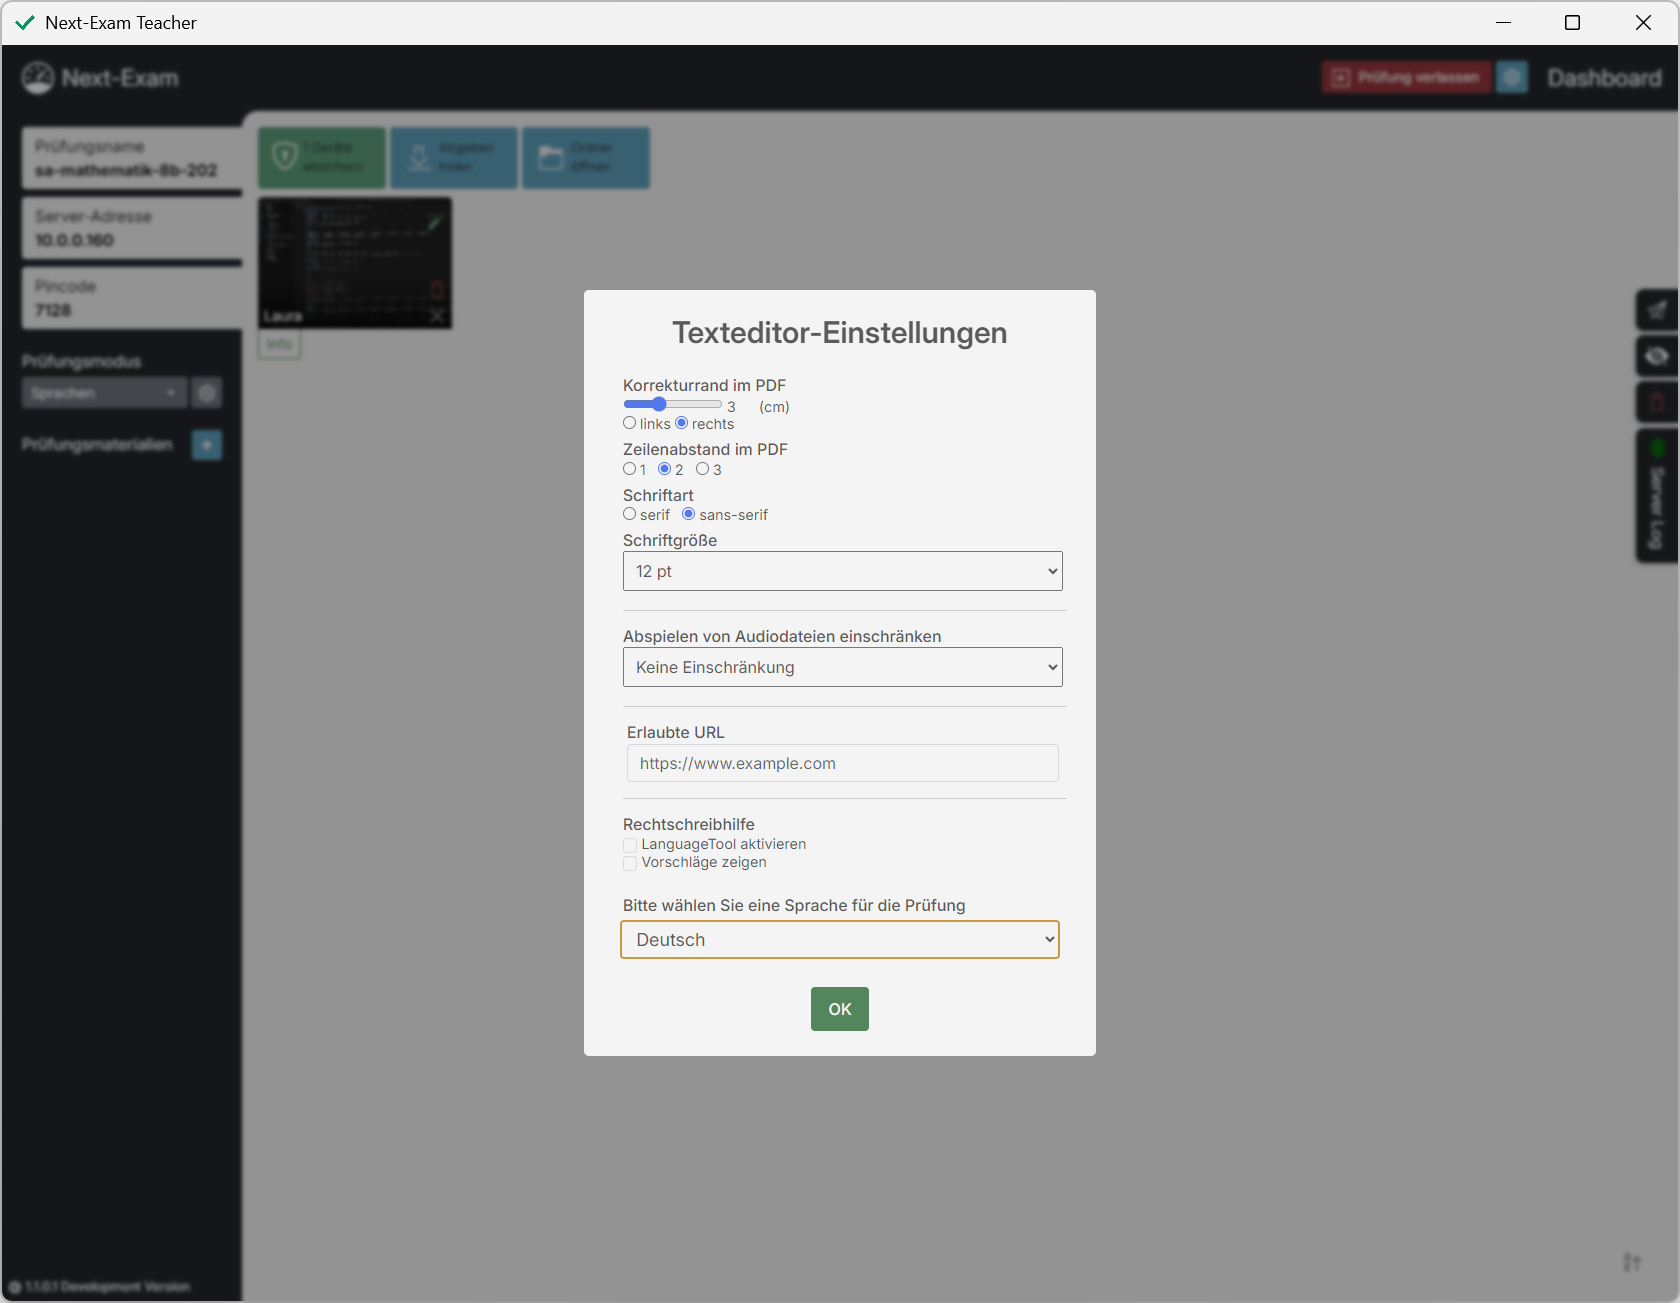 Next-Exam Teacher
Next-Exam
Prüfung verlassen
Dashboard
Prüfungsname
sa-mathematik-8b-202
Server-Adresse
10.0.0.160
Pincode
7128
Prüfungsmodus
Sprachen
Prüfungsmaterialien
1 Geräte
absichern
Abgaben
holen
Ordner
öffnen
Laura
Info
Server Log
Texteditor-Einstellungen
Korrekturrand im PDF
3 (cm)
links rechts
Zeilenabstand im PDF
1 2 3
Schriftart
serif sans-serif
Schriftgröße
12 pt
Abspielen von Audiodateien einschränken
Keine Einschränkung
Erlaubte URL
https://www.example.com
Rechtschreibhilfe
LanguageTool aktivieren
Vorschläge zeigen
Bitte wählen Sie eine Sprache für die Prüfung
Deutsch
OK
1.1.0.1 Development Version